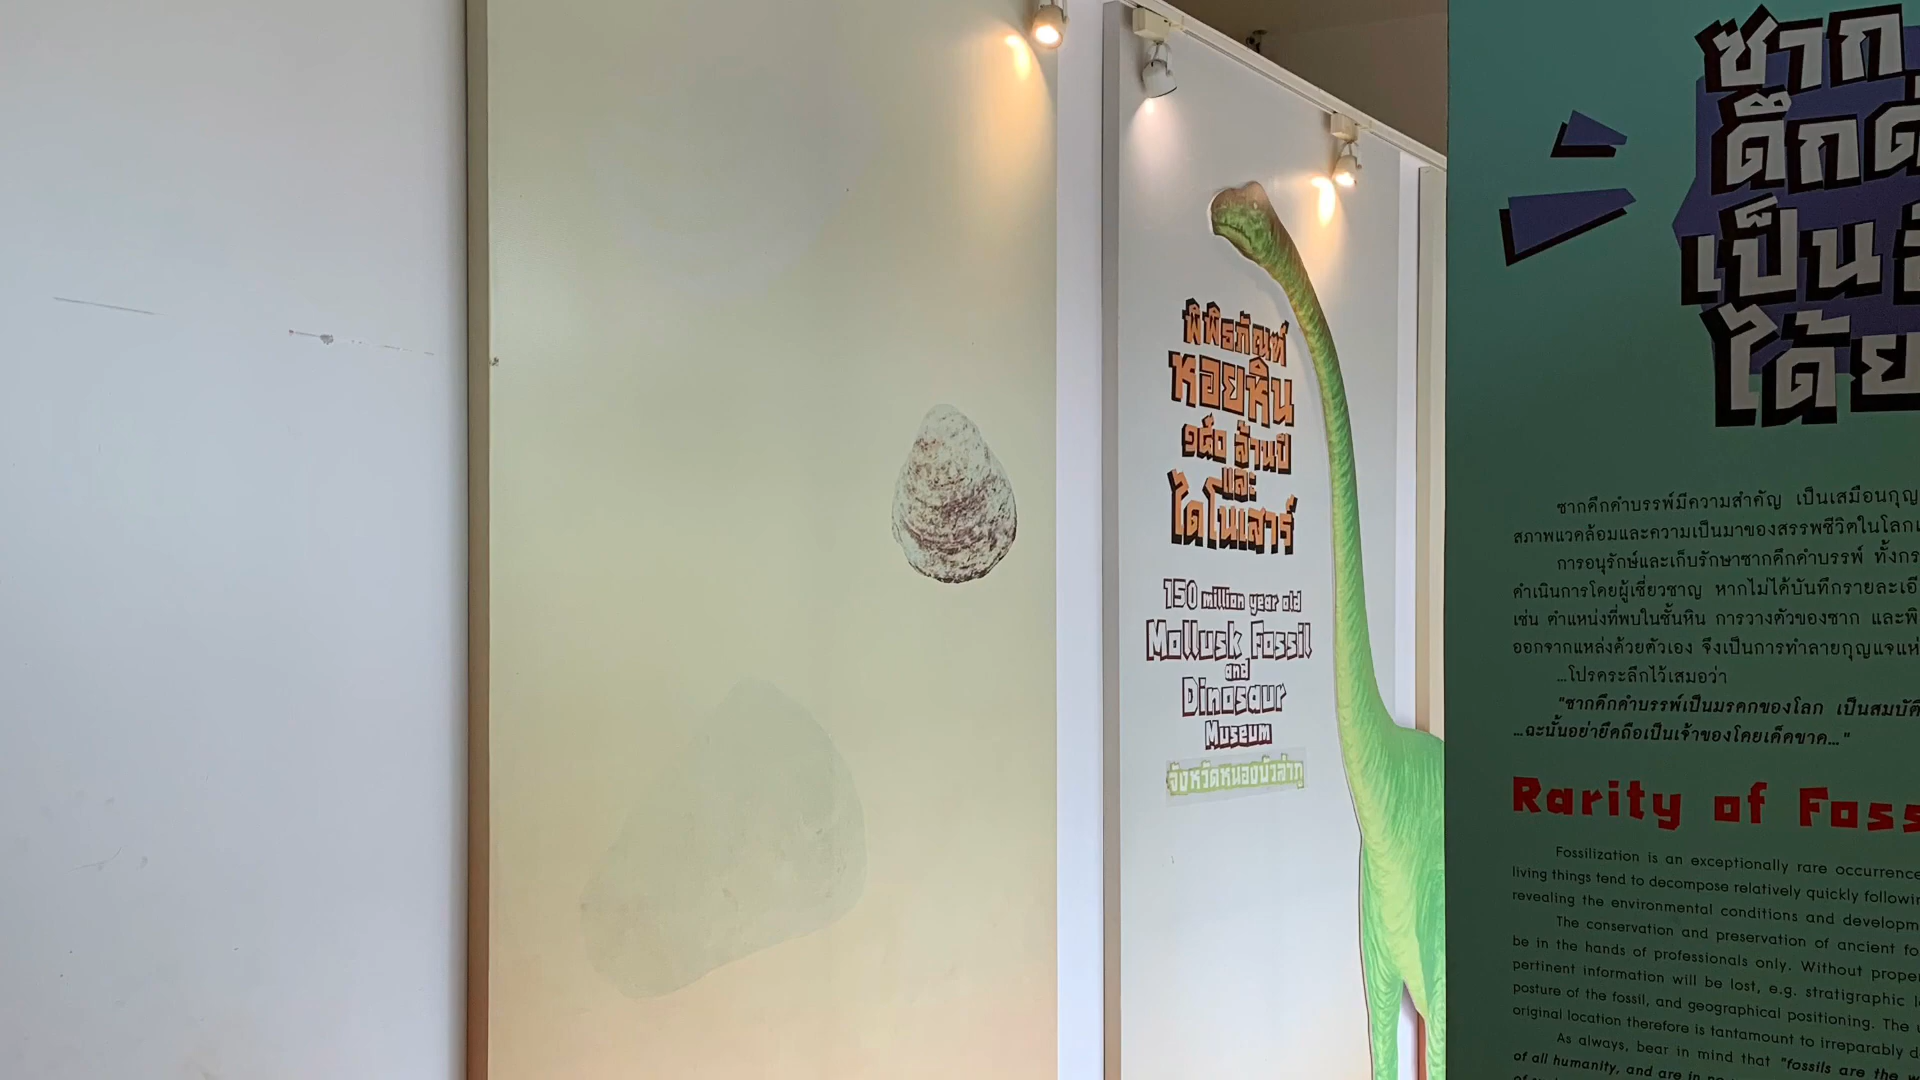 พิพิธภัณฑ์
หอยหิน
๑๕๐ ล้านปี
และ
ไดโนเสาร์
150 million year old
Mollusk Fossil
and
Dinosaur
Museum
จังหวัดหนองบัวลำภู
ซาก
ดึกดำ
เป็น
ได้ย
ซากดึกดำบรรพ์มีความสำคัญ เป็นเสมือนกุญ
สภาพแวดล้อมและความเป็นมาของสรรพชีวิตในโลก
การอนุรักษ์และเก็บรักษาซากดึกดำบรรพ์ ทั้งกร
ดำเนินการโดยผู้เชี่ยวชาญ หากไม่ได้บันทึกรายละเอี
เช่น ตำแหน่งที่พบในชั้นหิน การวางตัวของซาก และพิ
ออกจากแหล่งด้วยตัวเอง จึงเป็นการทำลายกุญแจแห่
...โปรดระลึกไว้เสมอว่า
"ซากดึกดำบรรพ์เป็นมรดกของโลก เป็นสมบัติ
...ฉะนั้นอย่ายึดถือเป็นเจ้าของโดยเด็ดขาด..."
Rarity of Foss
Fossilization is an exceptionally rare occurrence
living things tend to decompose relatively quickly followin
revealing the environmental conditions and developm
The conservation and preservation of ancient fo
be in the hands of professionals only. Without proper
pertinent information will be lost, e.g. stratigraphic l
posture of the fossil, and geographical positioning. The u
original location therefore is tantamount to irreparably d
As always, bear in mind that "fossils are the w
of all humanity, and are in